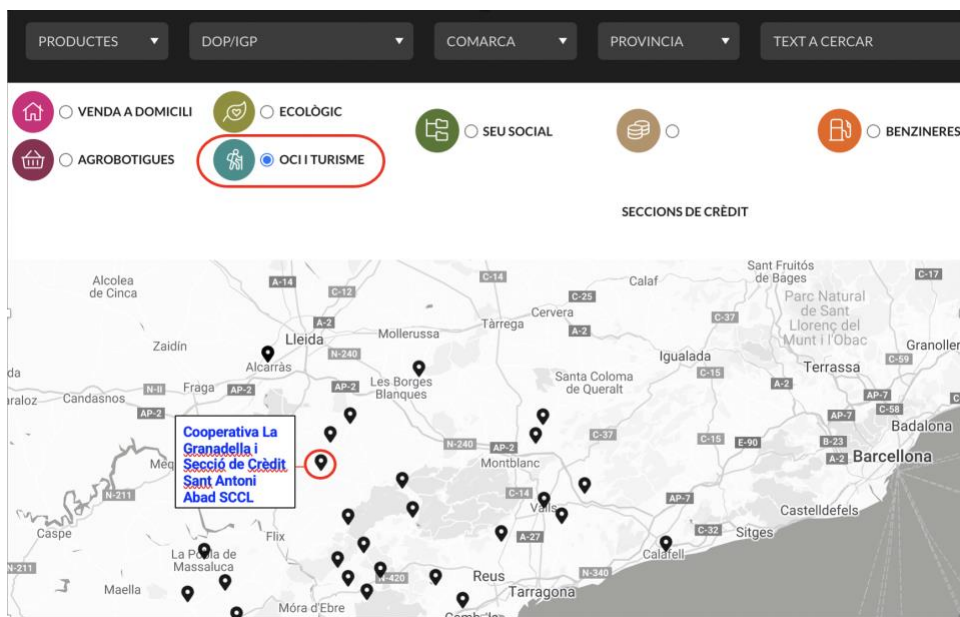 PRODUCTES
DOP/IGP
COMARCA
PROVINCIA
TEXT A CERCAR
VENDA A DOMICILI
ECOLÒGIC
SEU SOCIAL
BENZINERES
AGROBOTIGUES
OCI I TURISME
SECCIONS DE CRÈDIT
Alcolea
de Cinca
A-14
C-12
C-14
C-25
Calaf
Sant Fruitós
de Bages
C-17
Parc Natural
de Sant
Llorenç del
Munt i l'Obac
Cervera
Tàrrega
A-2
C-37
A-2
Lleida
Mollerussa
Zaidín
N-240
Alcarràs
Igualada
C-15
Terrassa
C-59
Granoller
Fraga
N-II
AP-2
AP-2
Les Borges
Blanques
Santa Coloma
de Queralt
A-2
AP-7
C-58
Candasnos
AP-2
AP-7
Badalona
Cooperativa La
Granadella i
Secció de Crèdit
Sant Antoni
Abad SCCL
N-240
AP-2
C-37
C-15
E-90
B-23
A-2
Barcellona
Montblanc
N-211
C-14
Valls
AP-7
Castelldefels
Caspe
Flix
A-27
C-32
Sitges
Calafell
La Pobla de
Massaluca
N-211
Maella
N-420
Reus
N-340
Tarragona
Móra d'Ebre